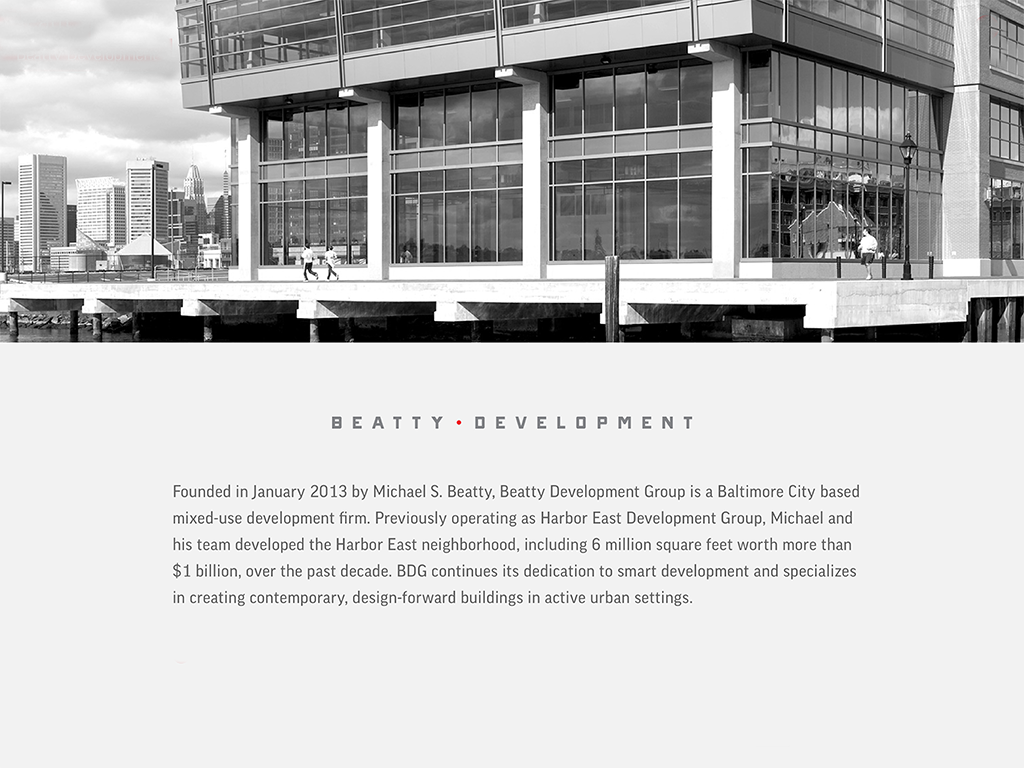 BEATTY • DEVELOPMENT
Founded in January 2013 by Michael S. Beatty, Beatty Development Group is a Baltimore City based
mixed-use development firm. Previously operating as Harbor East Development Group, Michael and
his team developed the Harbor East neighborhood, including 6 million square feet worth more than
$1 billion, over the past decade. BDG continues its dedication to smart development and specializes
in creating contemporary, design-forward buildings in active urban settings.